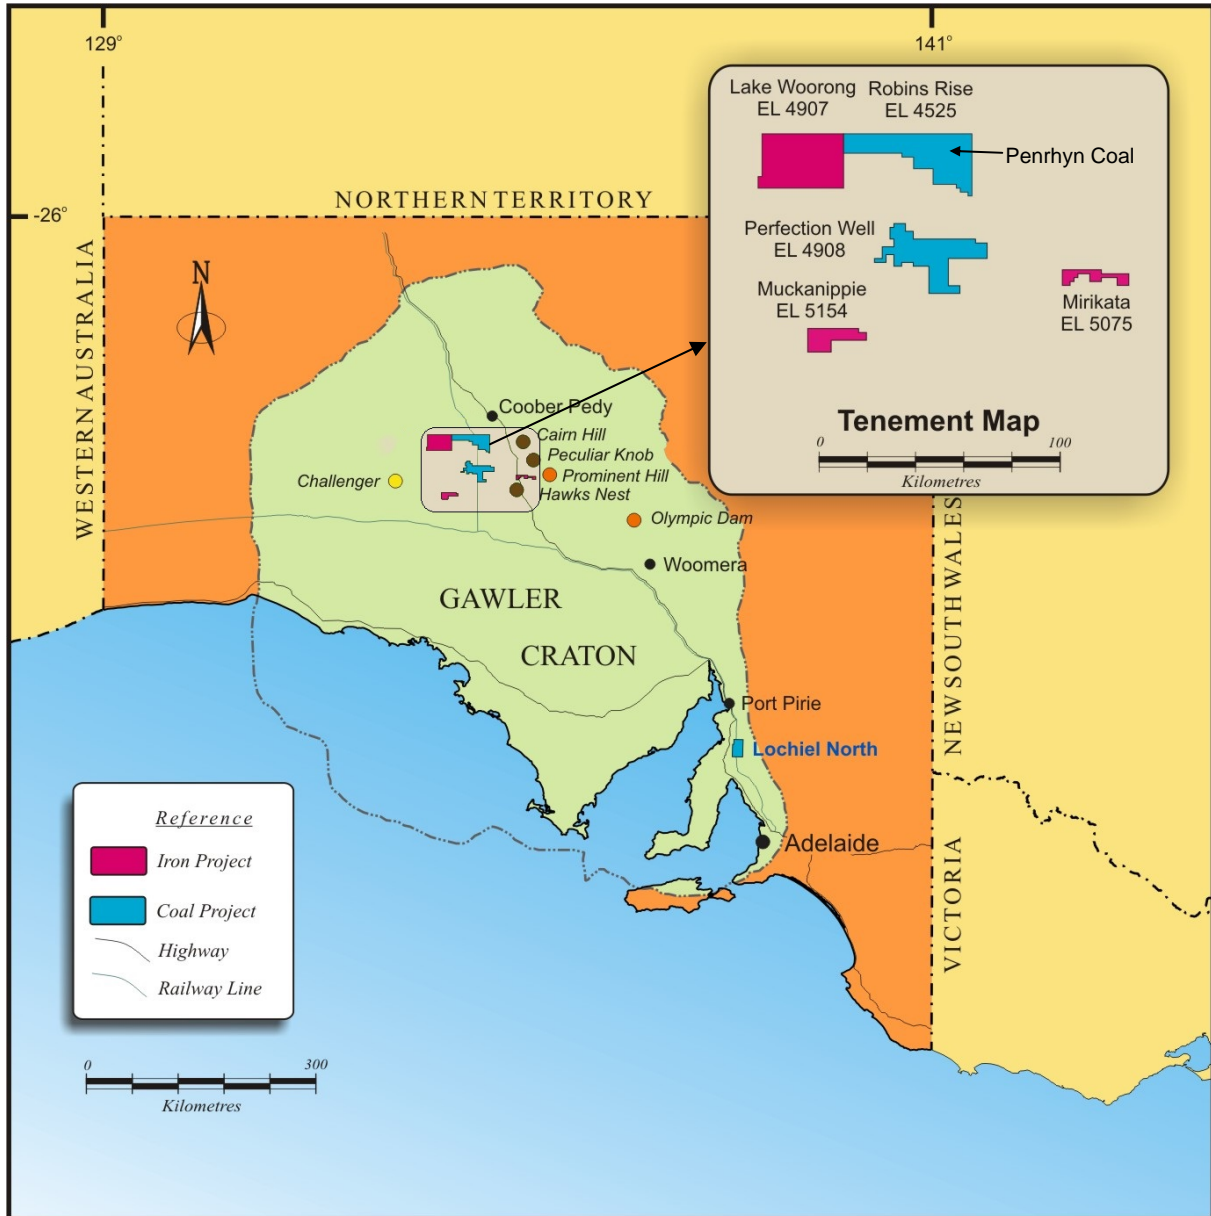 129°
141°
-26°
Lake Woorong
EL 4907
Robins Rise
EL 4525
Penrhyn Coal
Perfection Well
EL 4908
Muckanippie
EL 5154
Mirikata
EL 5075
Tenement Map
0 100
Kilometres
NORTHERN TERRITORY
WESTERN AUSTRALIA
N
Coober Pedy
Cairn Hill
Peculiar Knob
Prominent Hill
Hawks Nest
Challenger
Olympic Dam
Woomera
GAWLER
CRATON
Port Pirie
Lochiel North
Adelaide
NEW SOUTH WALES
VICTORIA
Reference
Iron Project
Coal Project
Highway
Railway Line
0 300
Kilometres